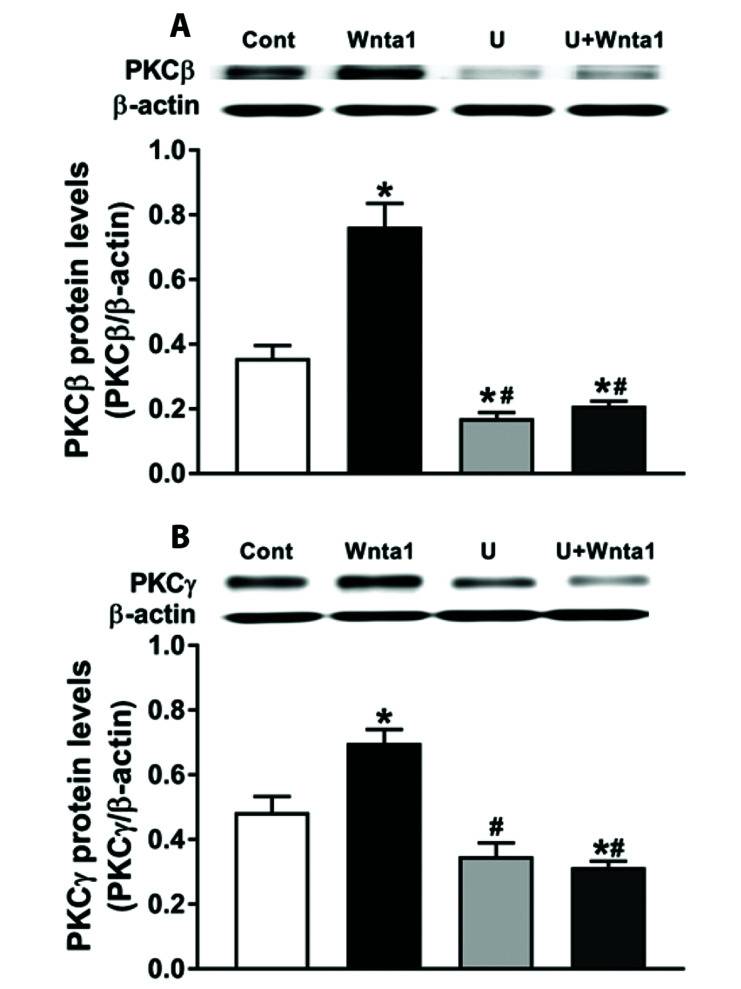 A
Cont Wnta1 U U+Wnta1
PKCβ
β-actin
1.0
0.8
0.6
0.4
0.2
0.0
PKCβ protein levels
(PKCβ/β-actin)
*
*#
*#
B
Cont Wnta1 U U+Wnta1
PKCγ
β-actin
1.0
0.8
0.6
0.4
0.2
0.0
PKCγ protein levels
(PKCγ/β-actin)
*
#
*#